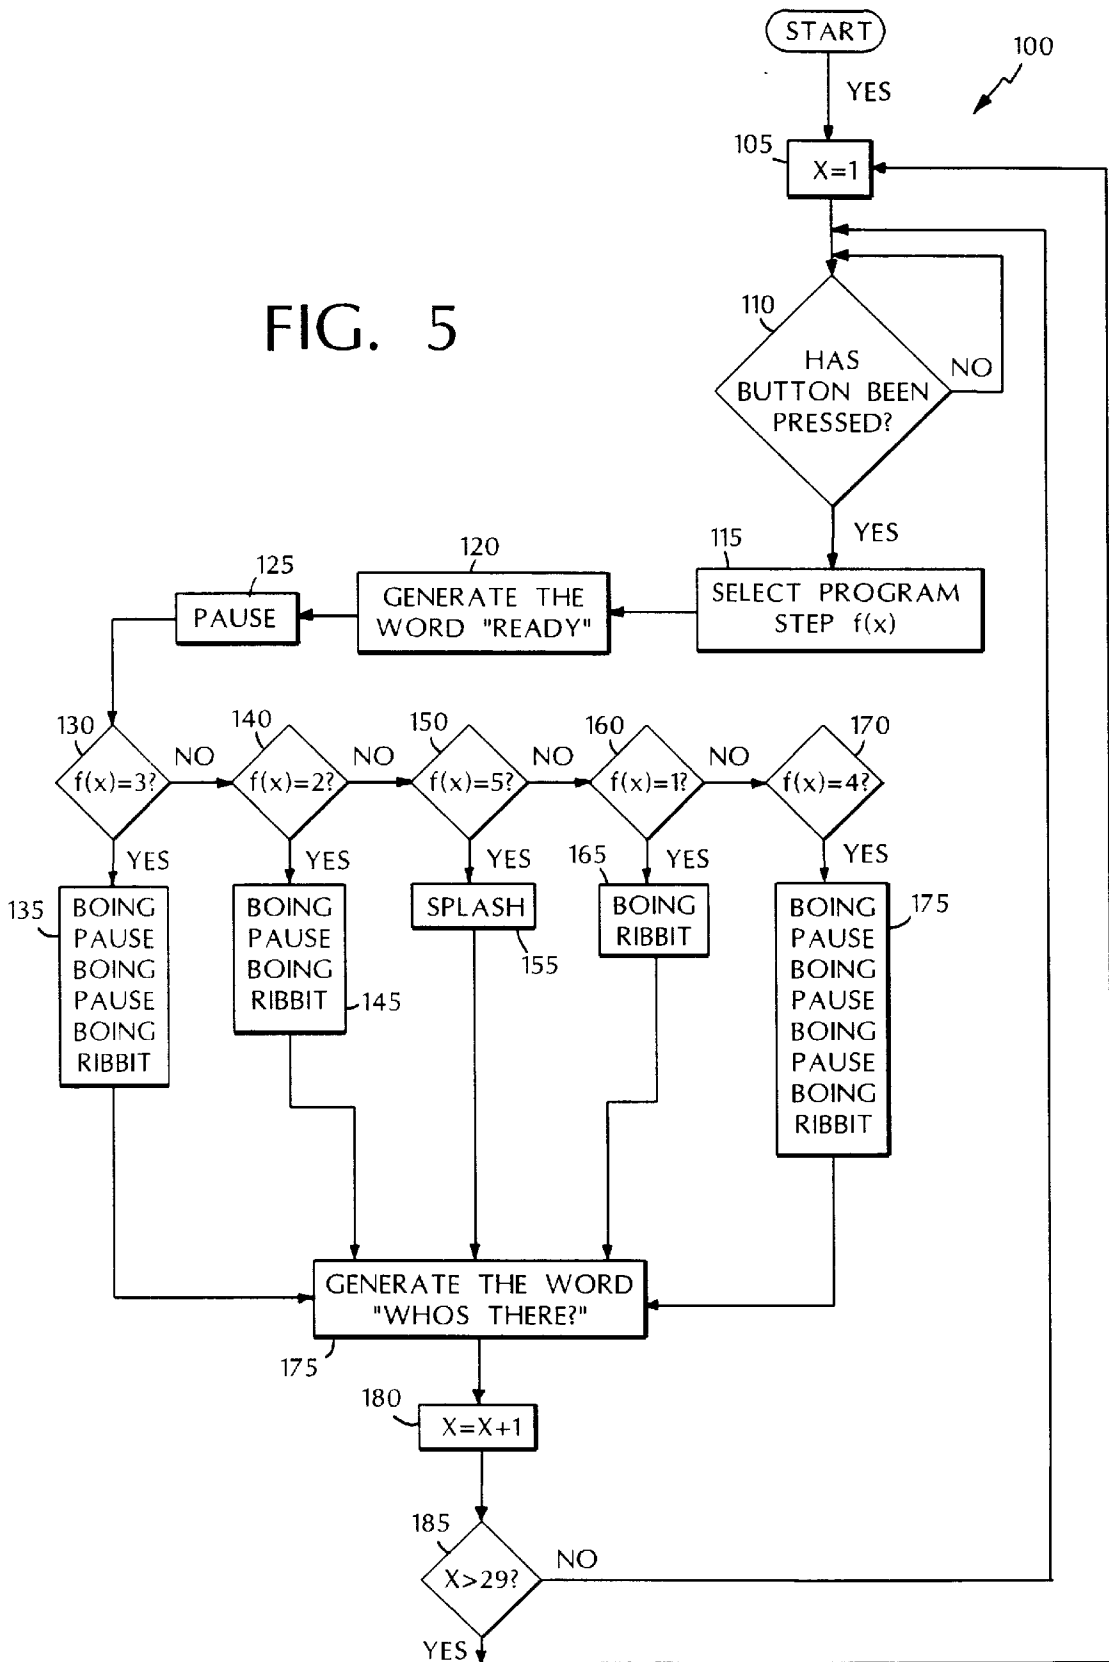 START
100
YES
105
X=1
FIG. 5
110
HAS
BUTTON BEEN
PRESSED?
NO
YES
115
SELECT PROGRAM
STEP f(x)
120
GENERATE THE
WORD "READY"
125
PAUSE
130
f(x)=3?
NO
140
f(x)=2?
NO
150
f(x)=5?
NO
160
f(x)=1?
NO
170
f(x)=4?
YES
YES
YES
YES
YES
135
BOING
PAUSE
BOING
PAUSE
BOING
RIBBIT
BOING
PAUSE
BOING
RIBBIT
145
SPLASH
155
165
BOING
RIBBIT
BOING
PAUSE
BOING
PAUSE
BOING
PAUSE
BOING
RIBBIT
175
GENERATE THE WORD
"WHOS THERE?"
175
180
X=X+1
185
X>29?
NO
YES